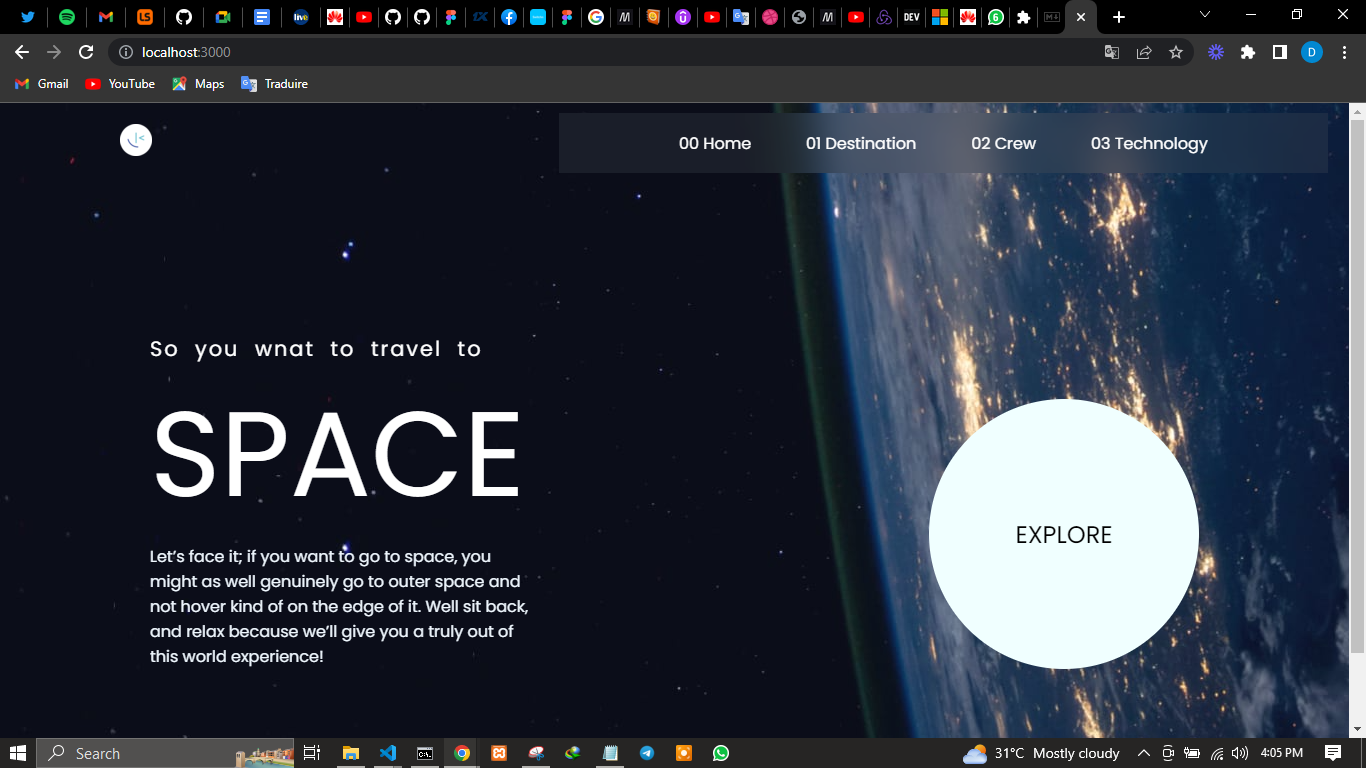 localhost:3000
D
Gmail
YouTube
Maps
Traduire
00 Home
01 Destination
02 Crew
03 Technology
So you wnat to travel to
SPACE
Let’s face it; if you want to go to space, you
might as well genuinely go to outer space and
not hover kind of on the edge of it. Well sit back,
and relax because we’ll give you a truly out of
this world experience!
EXPLORE
Search
31°C Mostly cloudy
4:05 PM